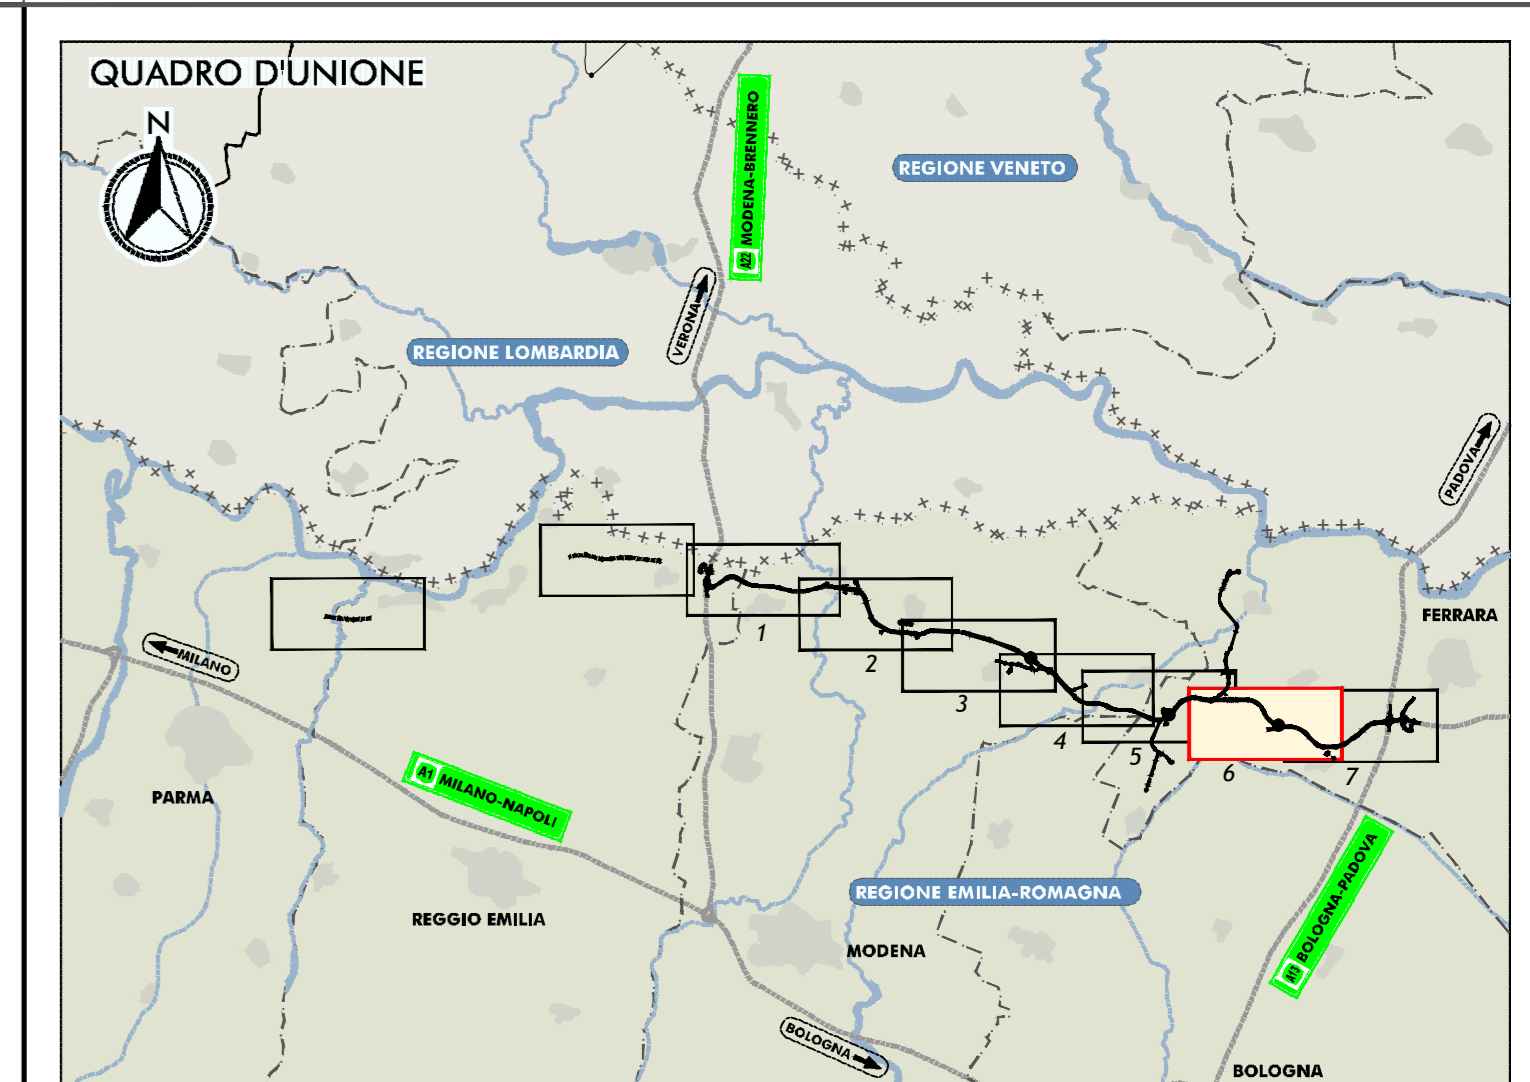 QUADRO D'UNIONE
N
A22 MODENA-BRENNERO
REGIONE VENETO
VERONA
REGIONE LOMBARDIA
PADOVA
FERRARA
MILANO
1
2
3
4
5
6
7
PARMA
A1 MILANO-NAPOLI
REGIONE EMILIA-ROMAGNA
A13 BOLOGNA-PADOVA
REGGIO EMILIA
MODENA
BOLOGNA
BOLOGNA